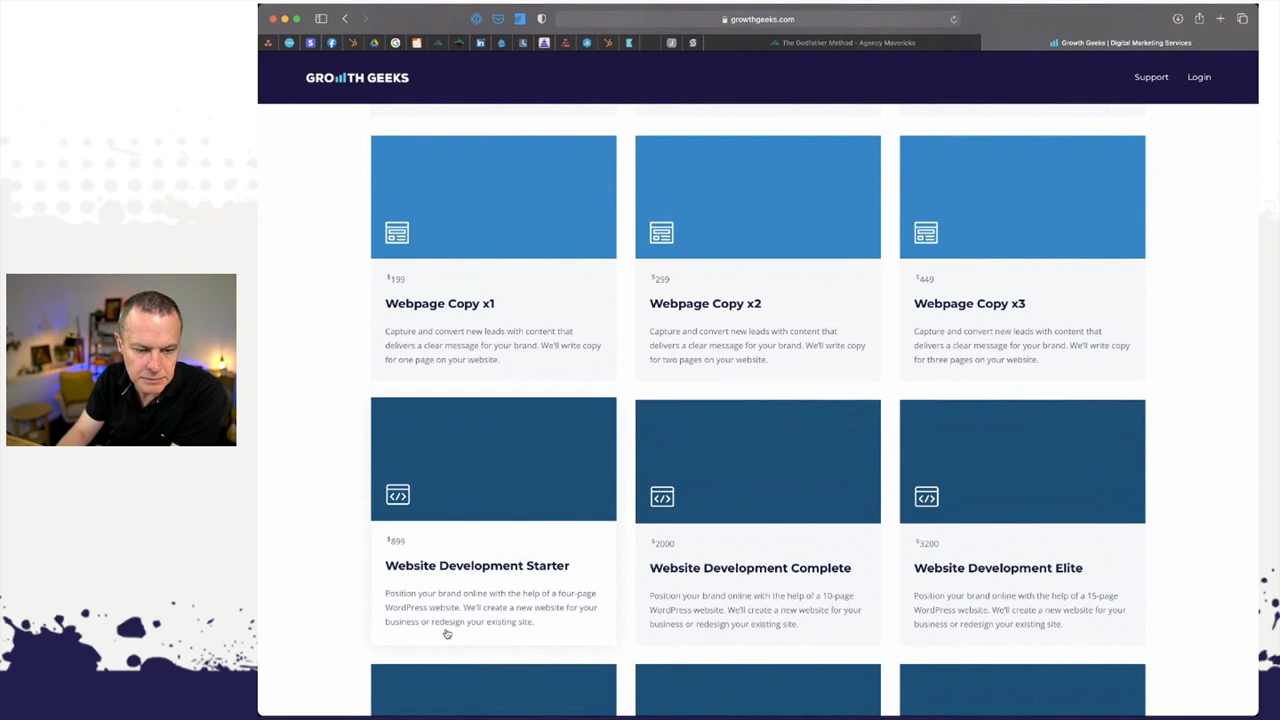 growthgeeks.com
The Godfather Method - Agency Mavericks
Growth Geeks | Digital Marketing Services
GROWTH GEEKS
Support
Login
$199
Webpage Copy x1
Capture and convert new leads with content that
delivers a clear message for your brand. We'll write copy
for one page on your website.
$299
Webpage Copy x2
Capture and convert new leads with content that
delivers a clear message for your brand. We'll write copy
for two pages on your website.
$449
Webpage Copy x3
Capture and convert new leads with content that
delivers a clear message for your brand. We'll write copy
for three pages on your website.
$899
Website Development Starter
Position your brand online with the help of a four-page
WordPress website. We'll create a new website for your
business or redesign your existing site.
$2000
Website Development Complete
Position your brand online with the help of a 10-page
WordPress website. We'll create a new website for your
business or redesign your existing site.
$3200
Website Development Elite
Position your brand online with the help of a 15-page
WordPress website. We'll create a new website for your
business or redesign your existing site.